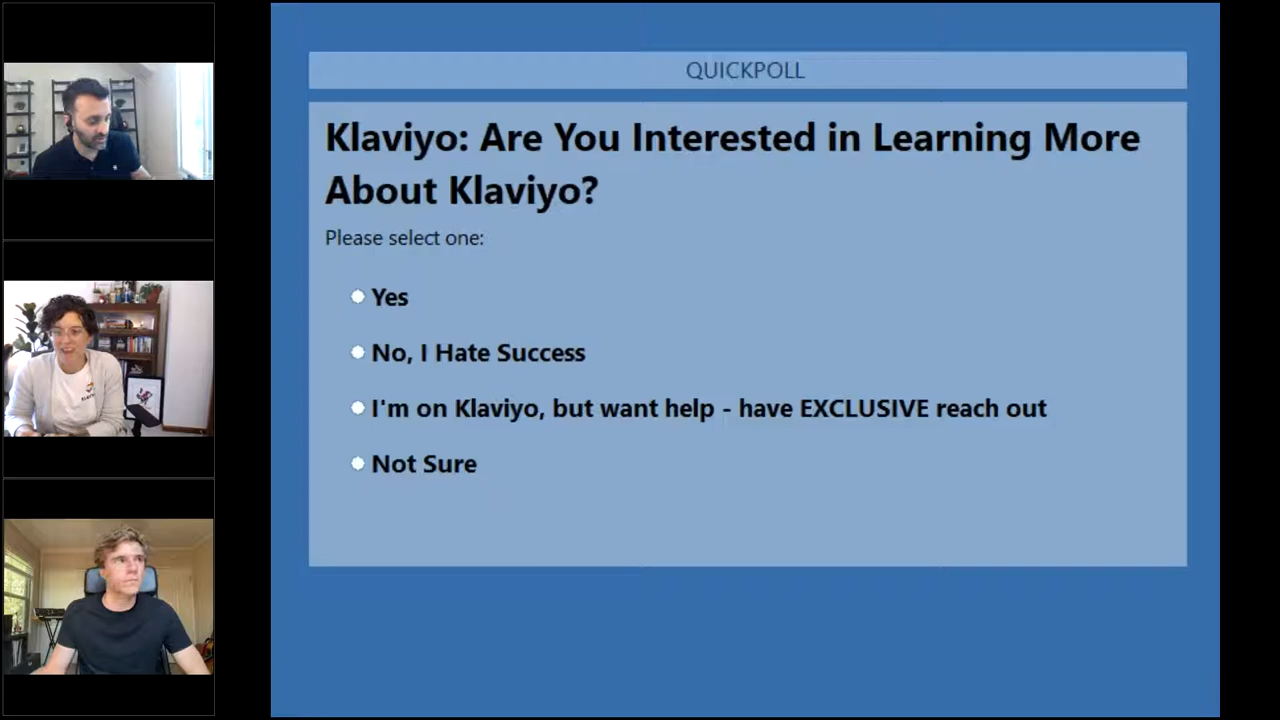 QUICKPOLL
Klaviyo: Are You Interested in Learning More
About Klaviyo?
Please select one:
Yes
No, I Hate Success
I'm on Klaviyo, but want help - have EXCLUSIVE reach out
Not Sure